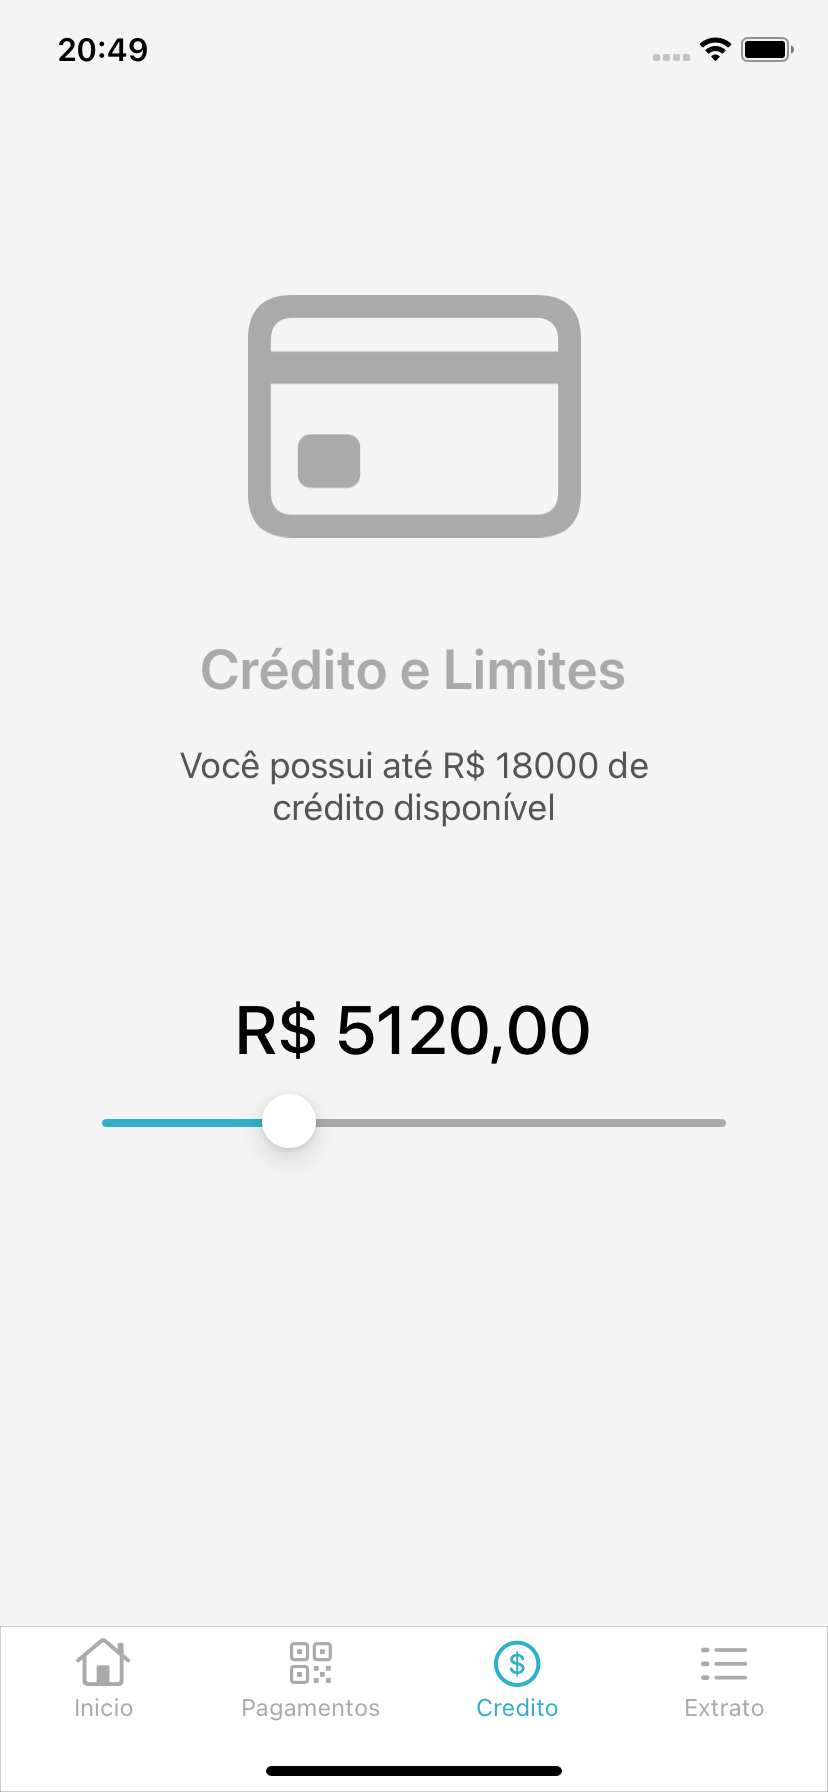 20:49
Crédito e Limites
Você possui até R$ 18000 de
crédito disponível
R$ 5120,00
$
Inicio
Pagamentos
Credito
Extrato